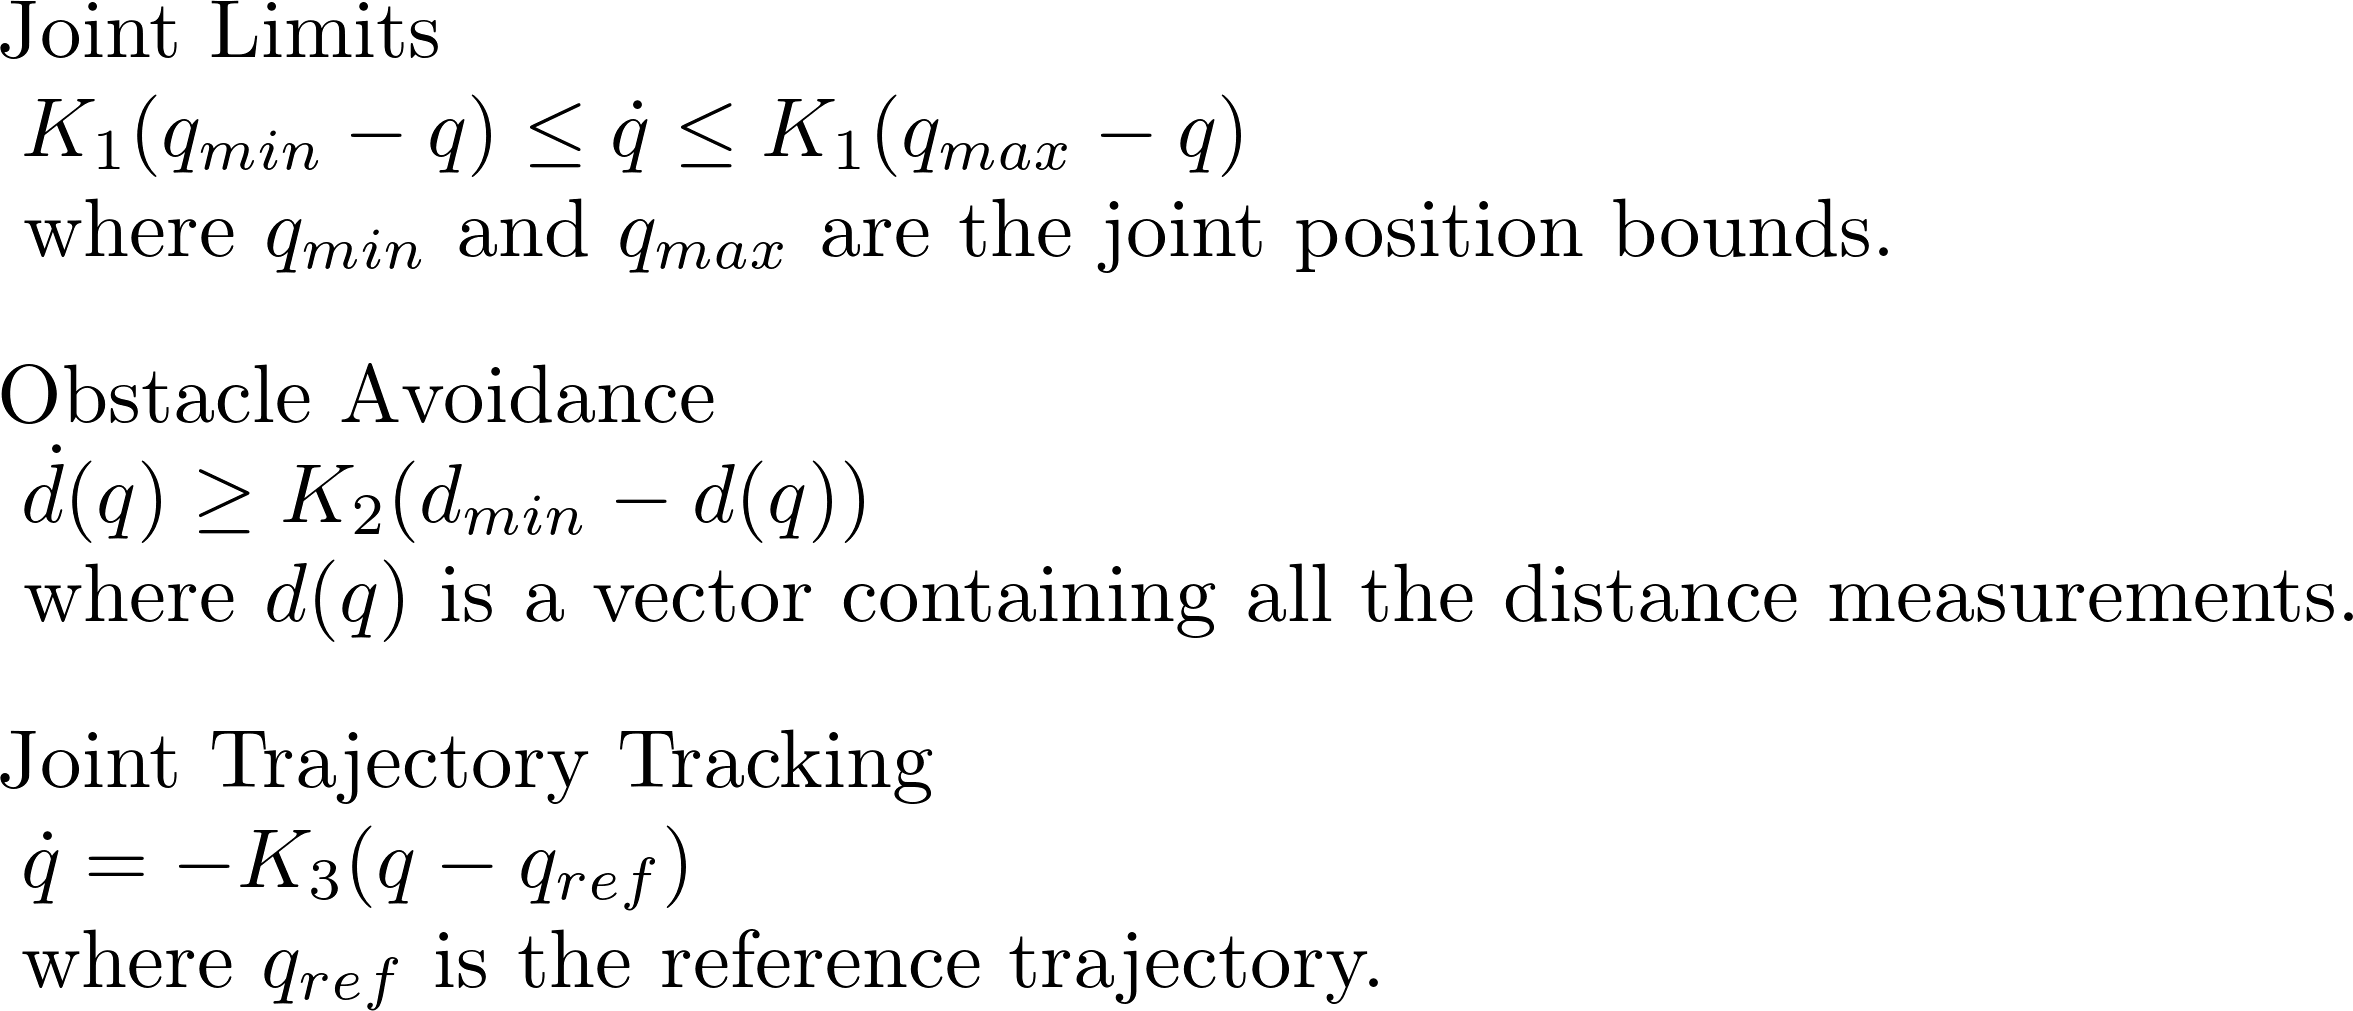 Joint Limits
$K_1(q_{min} - q) \leq \dot{q} \leq K_1(q_{max} - q)$
where $q_{min}$ and $q_{max}$ are the joint position bounds.
Obstacle Avoidance
$\dot{d}(q) \geq K_2(d_{min} - d(q))$
where $d(q)$ is a vector containing all the distance measurements.
Joint Trajectory Tracking
$\dot{q} = -K_3(q - q_{ref})$
where $q_{ref}$ is the reference trajectory.